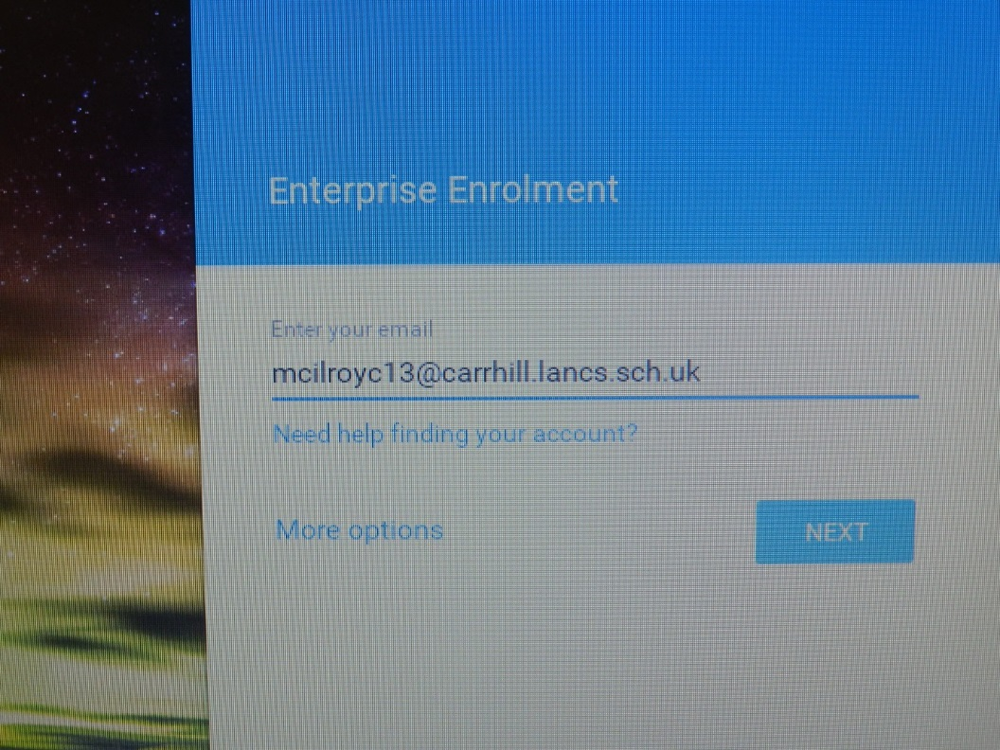 Enterprise Enrolment
Enter your email
mcilroyc13@carrhill.lancs.sch.uk
Need help finding your account?
More options
NEXT